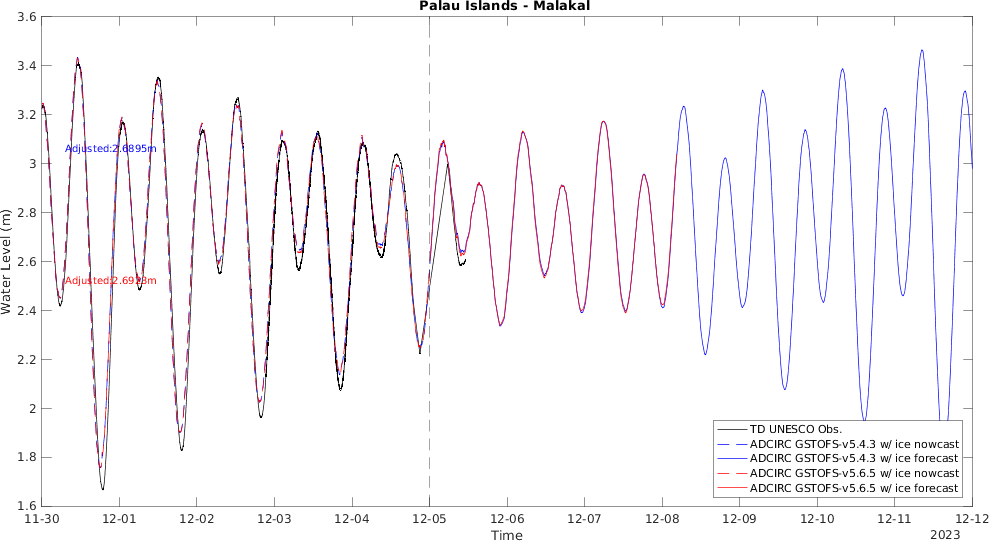 Palau Islands - Malakal
3.6
3.4
3.2
3
2.8
2.6
2.4
2.2
2
1.8
1.6
Water Level (m)
Adjusted:2.6895m
Adjusted:2.6923m
TD UNESCO Obs.
ADCIRC GSTOFS-v5.4.3 w/ ice nowcast
ADCIRC GSTOFS-v5.4.3 w/ ice forecast
ADCIRC GSTOFS-v5.6.5 w/ ice nowcast
ADCIRC GSTOFS-v5.6.5 w/ ice forecast
11-30 12-01 12-02 12-03 12-04 12-05 12-06 12-07 12-08 12-09 12-10 12-11 12-12
Time
2023